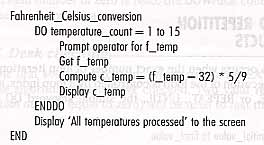 Fahrenheit_Celsius_conversion
DO temperature_count = 1 to 15
Prompt operator for f_temp
Get f_temp
Compute c_temp = (f_temp – 32) * 5/9
Display c_temp
ENDDO
Display 'All temperatures processed' to the screen
END